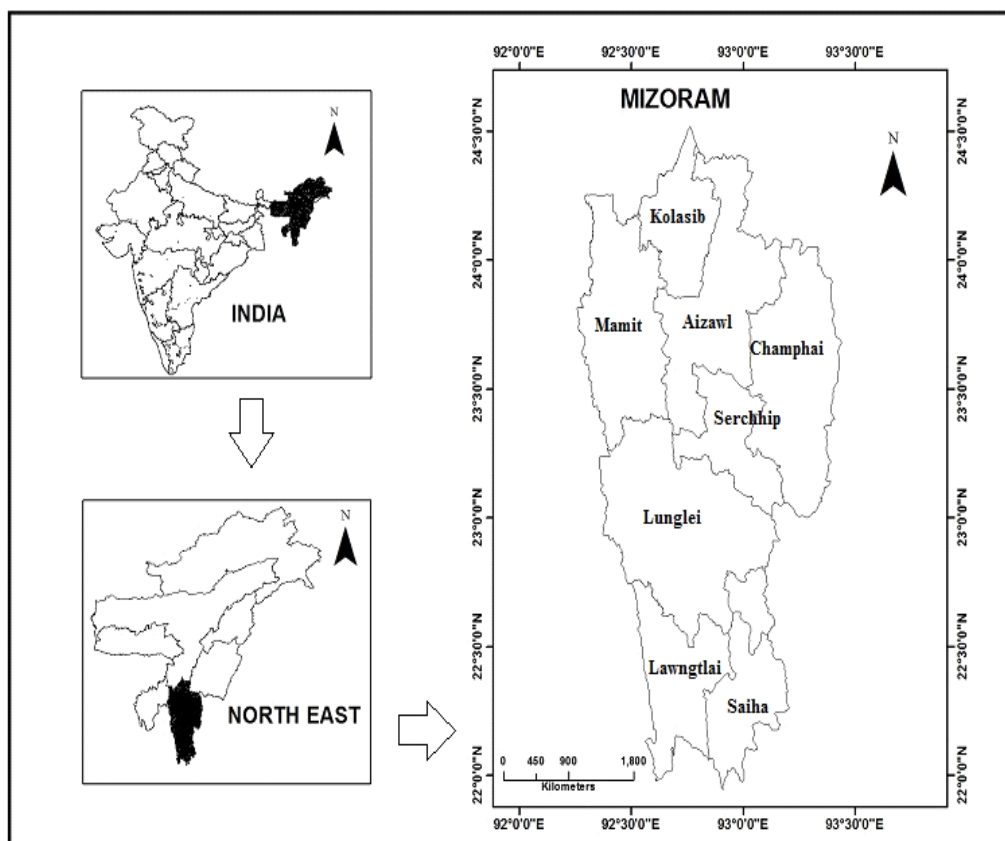 N
INDIA
N
NORTH EAST
92°0'0"E 92°30'0"E 93°0'0"E 93°30'0"E
MIZORAM
N
24°30'0"N 24°30'0"N
Kolasib
24°0'0"N 24°0'0"N
Mamit Aizawl
Champhai
23°30'0"N 23°30'0"N
Serchhip
Lunglei
23°0'0"N 23°0'0"N
22°30'0"N 22°30'0"N
Lawngtlai
Saiha
0 450 900 1,800
Kilometers
22°0'0"N 22°0'0"N
92°0'0"E 92°30'0"E 93°0'0"E 93°30'0"E